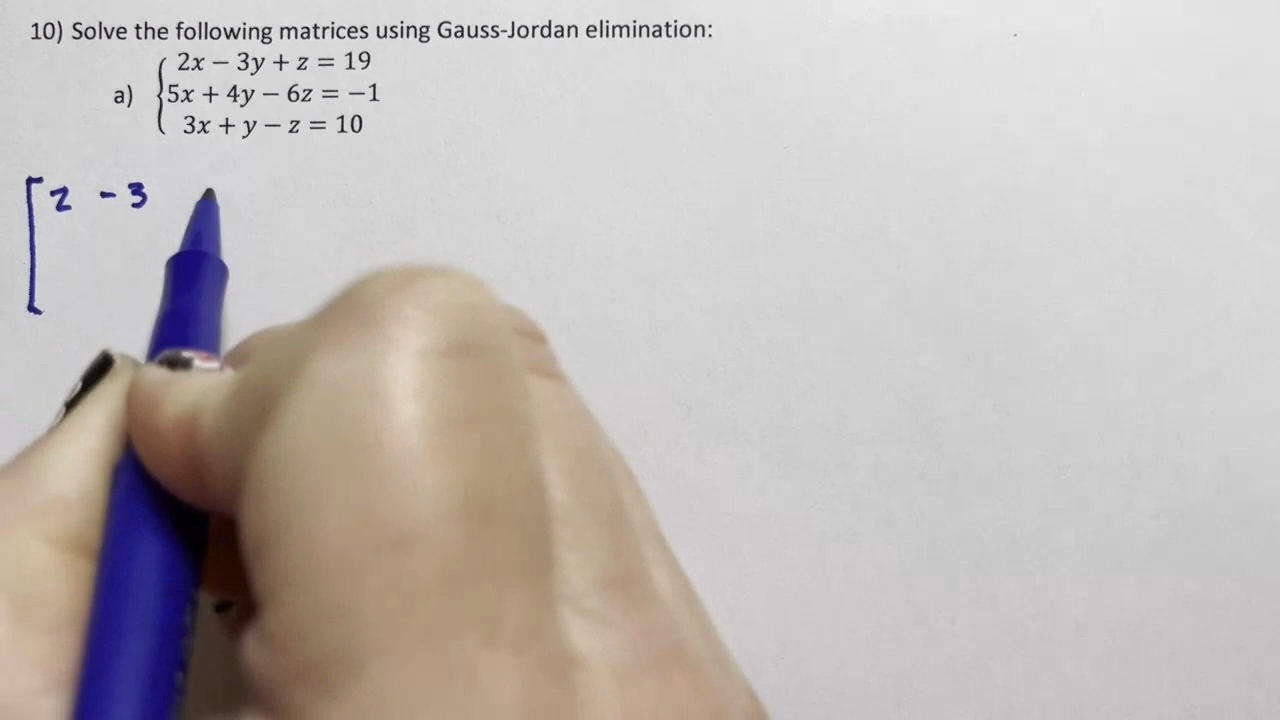 10) Solve the following matrices using Gauss-Jordan elimination:
2x − 3y + z = 19
a) 5x + 4y − 6z = −1
3x + y − z = 10
[2 -3